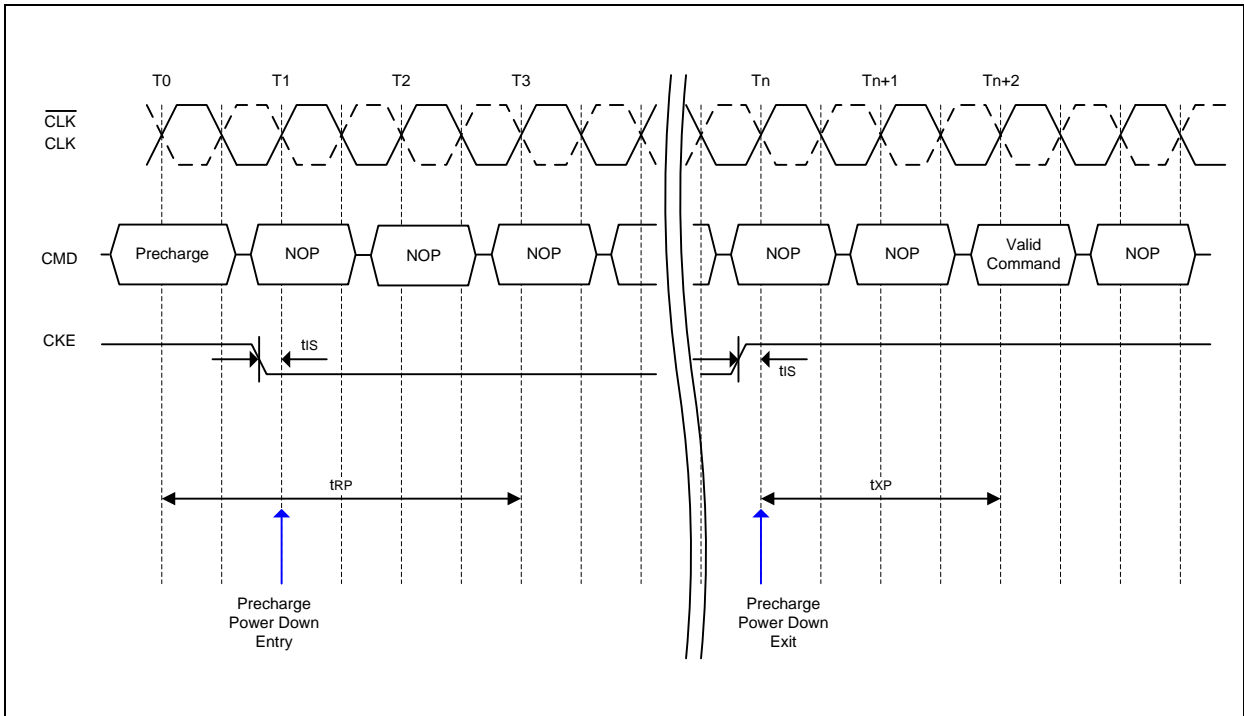 T0 T1 T2 T3 Tn Tn+1 Tn+2
CLK
CLK
CMD Precharge NOP NOP NOP NOP NOP Valid Command NOP
CKE
tIS
tIS
tRP tXP
Precharge
Power Down
Entry
Precharge
Power Down
Exit